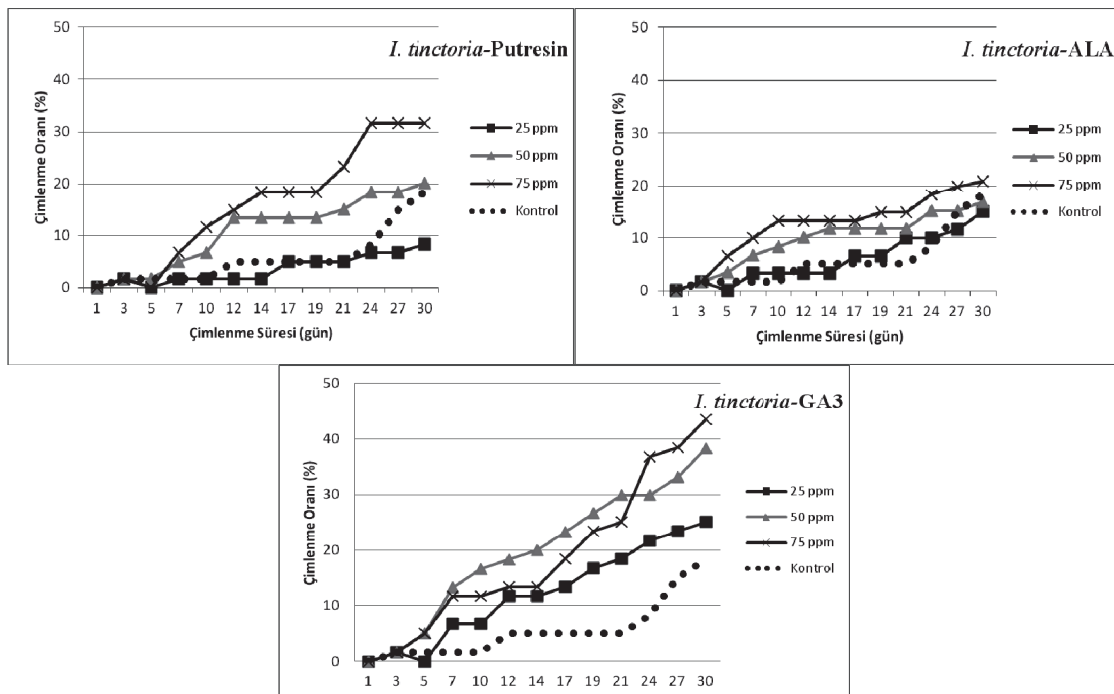 I. tinctoria-Putresin
50
40
30
20
10
0
Çimlenme Oranı (%)
1 3 5 7 10 12 14 17 19 21 24 27 30
Çimlenme Süresi (gün)
25 ppm
50 ppm
75 ppm
Kontrol
I. tinctoria-ALA
50
40
30
20
10
0
Çimlenme Oranı (%)
1 3 5 7 10 12 14 17 19 21 24 27 30
Çimlenme Süresi (gün)
25 ppm
50 ppm
75 ppm
Kontrol
I. tinctoria-GA3
50
40
30
20
10
0
Çimlenme Oranı (%)
1 3 5 7 10 12 14 17 19 21 24 27 30
25 ppm
50 ppm
75 ppm
Kontrol